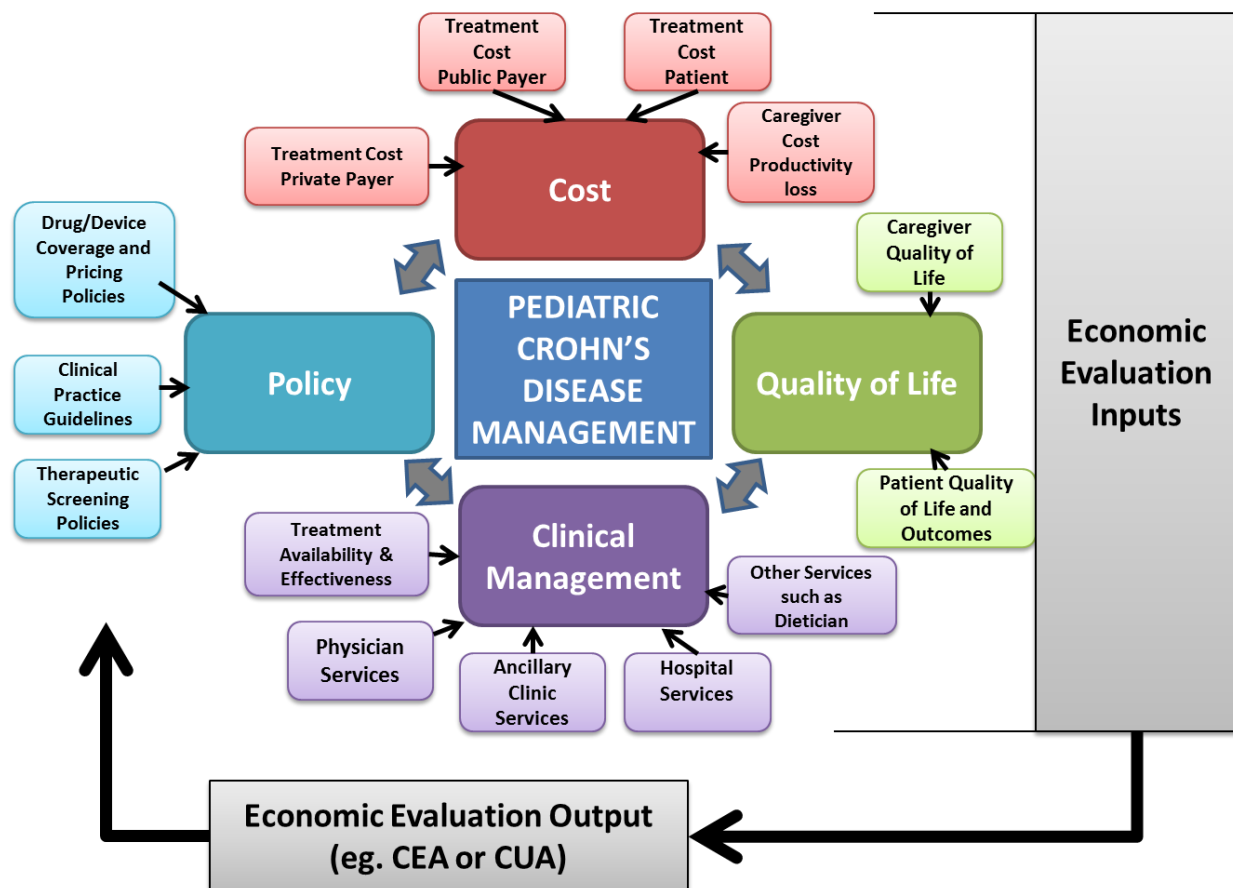 Treatment
Cost
Public Payer
Treatment
Cost
Patient
Treatment Cost
Private Payer
Cost
Caregiver
Cost
Productivity
loss
Drug/Device
Coverage and
Pricing
Policies
Caregiver
Quality of
Life
PEDIATRIC
CROHN'S
DISEASE
MANAGEMENT
Economic
Evaluation
Inputs
Clinical
Practice
Guidelines
Policy
Quality of Life
Therapeutic
Screening
Policies
Patient Quality
of Life and
Outcomes
Treatment
Availability &
Effectiveness
Clinical
Management
Other Services
such as
Dietician
Physician
Services
Ancillary
Clinic
Services
Hospital
Services
Economic Evaluation Output
(eg. CEA or CUA)